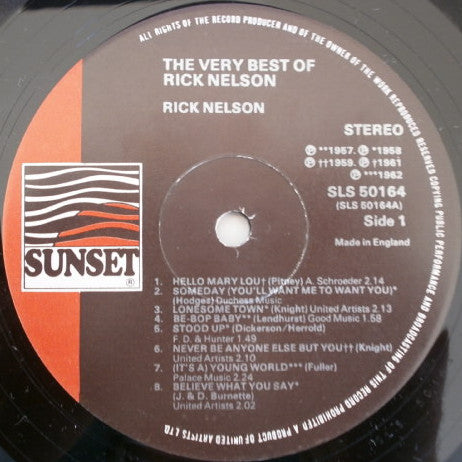 ALL RIGHTS OF THE RECORD PRODUCER AND OF THE OWNER OF THE WORK REPRODUCED RESERVED COPYING PUBLIC PERFORMANCE AND BROADCASTING OF THIS RECORD PROHIBITED A PRODUCT OF UNITED ARTISTS LTD
THE VERY BEST OF
RICK NELSON
RICK NELSON
STEREO
℗**1957. ℗*1958
℗††1959. ℗†1961
℗***1962
SLS 50164
(SLS 50164A)
Side 1
Made in England
SUNSET
®
1. HELLO MARY LOU† (Pitney) A. Schroeder 2.14
2. SOMEDAY (YOU'LL WANT ME TO WANT YOU)*
(Hodges) Duchess Music
3. LONESOME TOWN* (Knight) United Artists 2.13
4. BE-BOP BABY** (Lendhurst) Good Music 1.58
5. STOOD UP* (Dickerson/Herrold)
F. D. & Hunter 1.49
6. NEVER BE ANYONE ELSE BUT YOU†† (Knight)
United Artists 2.10
7. (IT'S A) YOUNG WORLD*** (Fuller)
Palace Music 2.24
8. BELIEVE WHAT YOU SAY*
(J. & D. Burnette)
United Artists 2.02